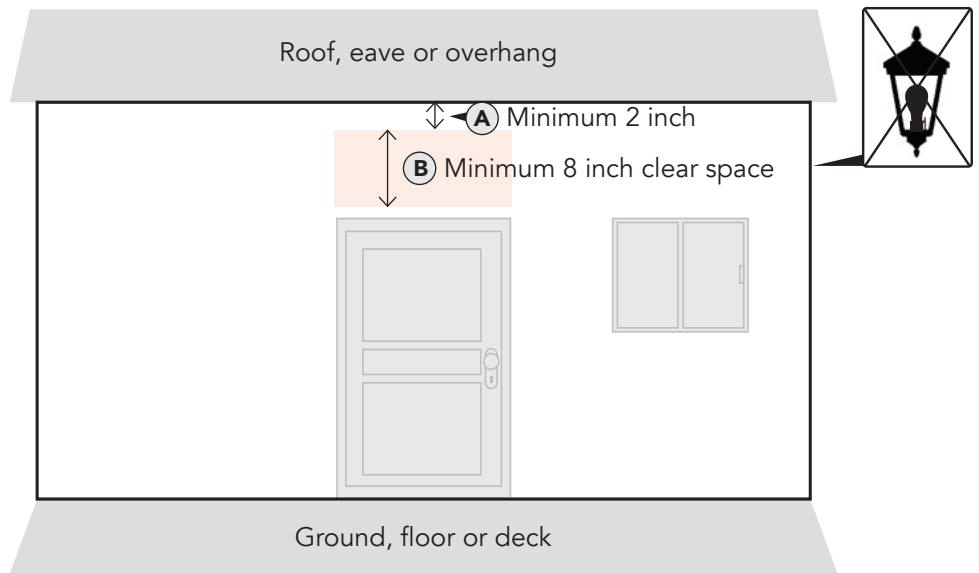 Roof, eave or overhang
A Minimum 2 inch
B Minimum 8 inch clear space
Ground, floor or deck